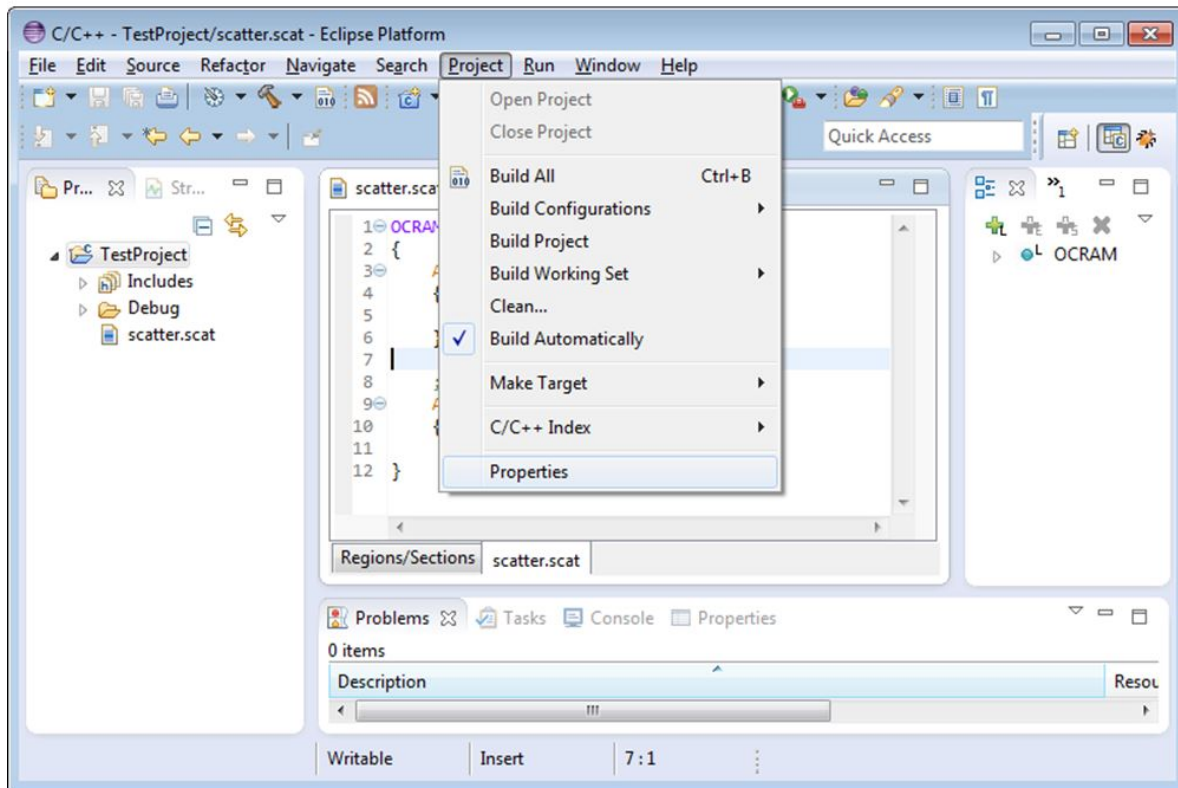 C/C++ - TestProject/scatter.scat - Eclipse Platform
File Edit Source Refactor Navigate Search Project Run Window Help
Quick Access
Open Project
Close Project
Build All Ctrl+B
Build Configurations
Build Project
Build Working Set
Clean...
Build Automatically
Make Target
C/C++ Index
Properties
Pr... Str...
TestProject
Includes
Debug
scatter.scat
scatter.sca
1 OCRAM
2 {
3 A
4 {
5
6 }
7
8 ;
9 A
10 {
11
12 }
Regions/Sections scatter.scat
1
OCRAM
Problems Tasks Console Properties
0 items
Description Resou
Writable Insert 7:1